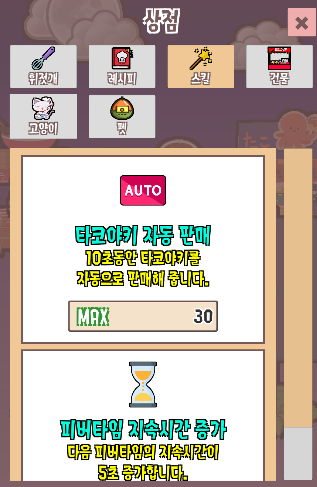 상점
휘젓개
레시피
스킬
건물
고양이
펫
AUTO
타코야키 자동 판매
10초동안 타코야키를
자동으로 판매해 줍니다.
MAX 30
피버타임 지속시간 증가
다음 피버타임의 지속시간이
5초 증가합니다.